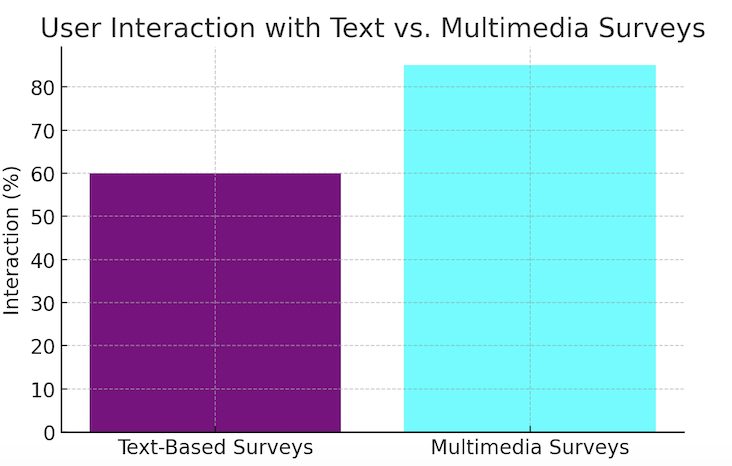 User Interaction with Text vs. Multimedia Surveys
Interaction (%)
80
70
60
50
40
30
20
10
0
Text-Based Surveys
Multimedia Surveys